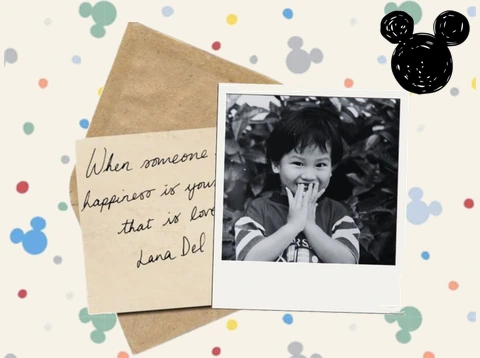 When someone
happiness is your
that is love
Lana Del